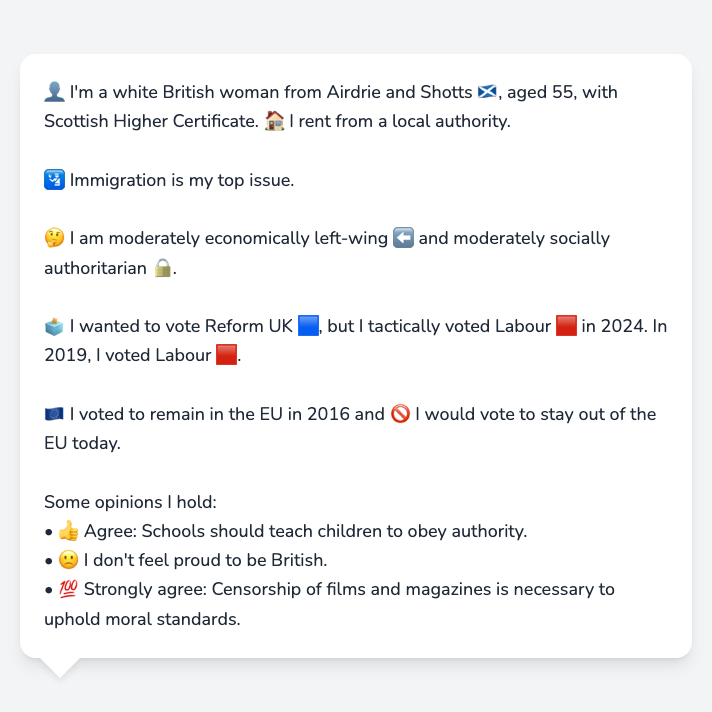 👤 I'm a white British woman from Airdrie and Shotts 🏴󠁧󠁢󠁳󠁣󠁴󠁿, aged 55, with
Scottish Higher Certificate. 🏠 I rent from a local authority.
🛂 Immigration is my top issue.
🤔 I am moderately economically left-wing ⬅️ and moderately socially
authoritarian 🔒.
🗳️ I wanted to vote Reform UK 🟦, but I tactically voted Labour 🟥 in 2024. In
2019, I voted Labour 🟥.
🇪🇺 I voted to remain in the EU in 2016 and 🚫 I would vote to stay out of the
EU today.
Some opinions I hold:
• 👍 Agree: Schools should teach children to obey authority.
• 🙁 I don't feel proud to be British.
• 💯 Strongly agree: Censorship of films and magazines is necessary to
uphold moral standards.